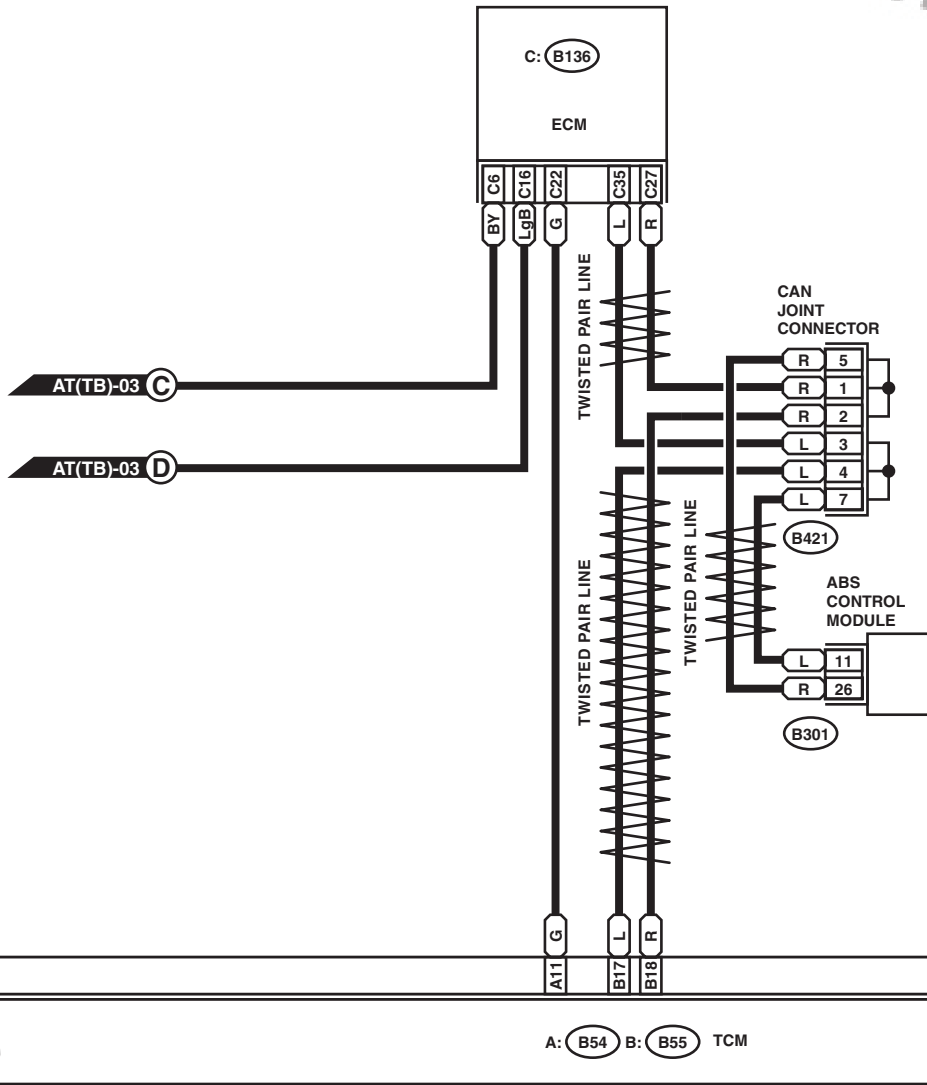 C: B136
ECM
C6 C16 C22 C35 C27
BY LgB G L R
TWISTED PAIR LINE
CAN
JOINT
CONNECTOR
R 5
R 1
R 2
L 3
L 4
L 7
B421
AT(TB)-03 C
AT(TB)-03 D
TWISTED PAIR LINE
TWISTED PAIR LINE
ABS
CONTROL
MODULE
L 11
R 26
B301
G L R
A11 B17 B18
A: B54 B: B55 TCM